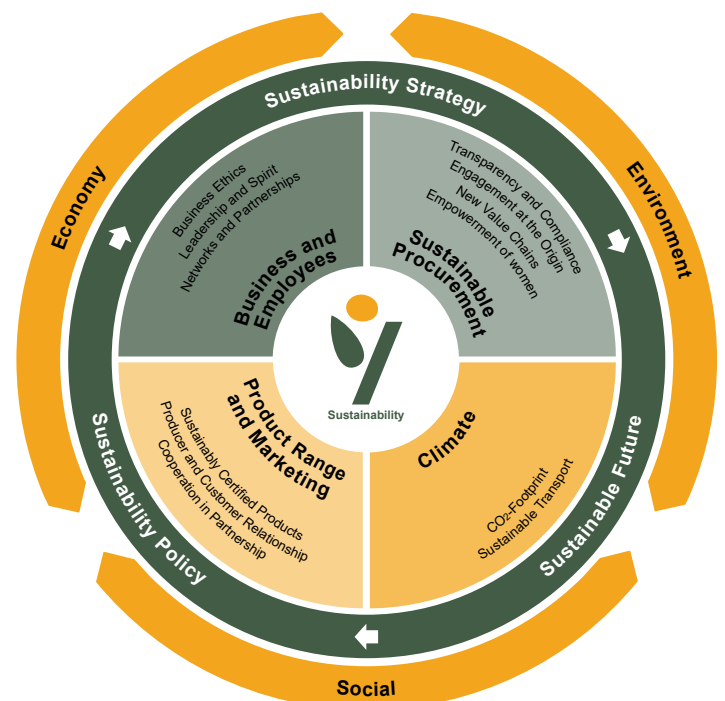 Economy
Environment
Social
Sustainability Strategy
Sustainable Future
Sustainability Policy
Business Ethics
Leadership and Spirit
Networks and Partnerships
Business and
Employees
Transparency and Compliance
Engagement at the Origin
New Value Chains
Empowerment of women
Sustainable
Procurement
Sustainability
Product Range
and Marketing
Sustainably Certified Products
Producer and Customer Relationship
Cooperation in Partnership
Climate
CO₂-Footprint
Sustainable Transport